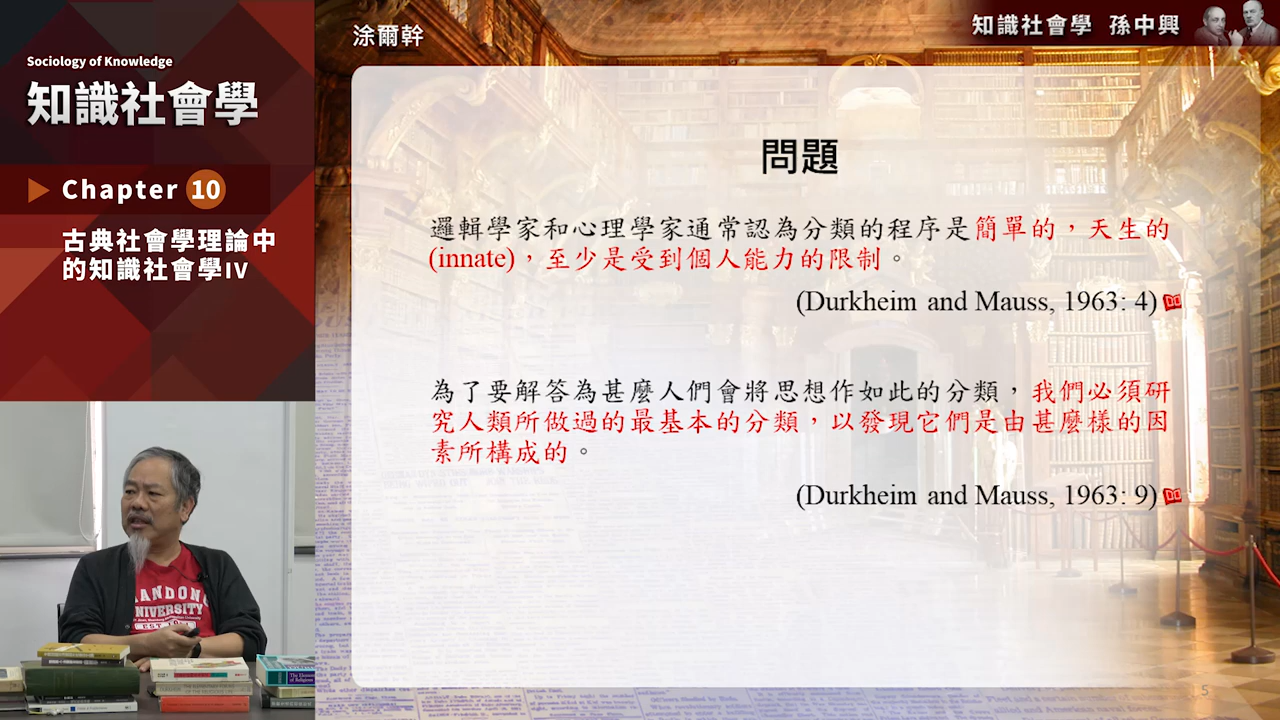 Sociology of Knowledge
知識社會學
Chapter 10
古典社會學理論中
的知識社會學IV
涂爾幹
知識社會學 孫中興
問題
邏輯學家和心理學家通常認為分類的程序是簡單的，天生的
(innate)，至少是受到個人能力的限制。
(Durkheim and Mauss, 1963: 4)
為了要解答為甚麼人們會將思想作如此的分類，我們必須研
究人類所做過的最基本的分類，以發現它們是由甚麼樣的因
素所構成的。
(Durkheim and Mauss, 1963: 9)
ANDONG
NIVERSITY
5